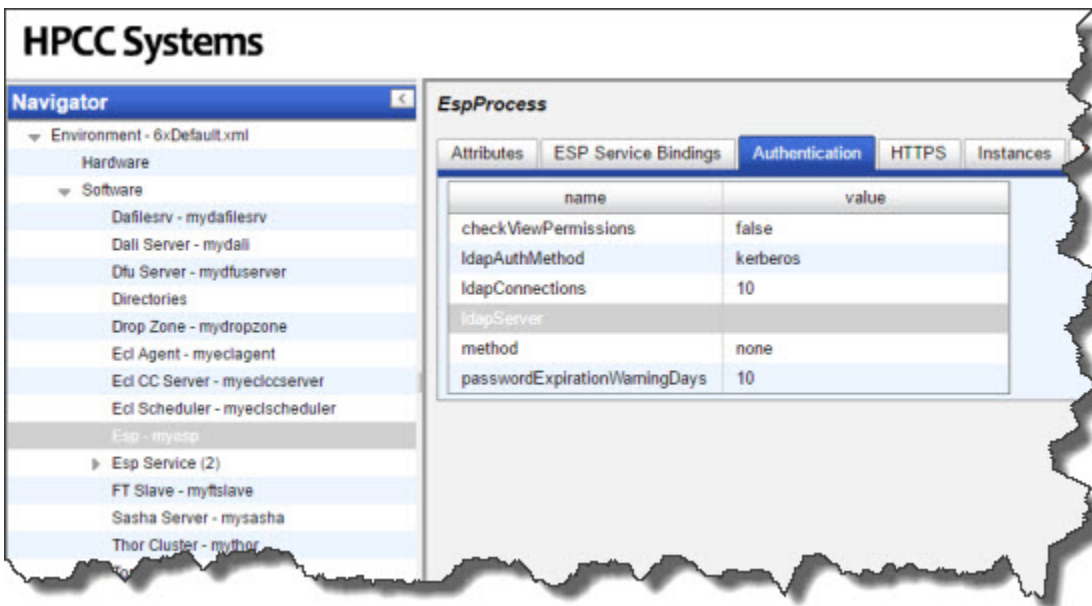 HPCC Systems
Navigator
Environment - 6xDefault.xml
Hardware
Software
Dafilesrv - mydafilesrv
Dali Server - mydali
Dfu Server - mydfuserver
Directories
Drop Zone - mydropzone
Ecl Agent - myeclagent
Ecl CC Server - myeclccserver
Ecl Scheduler - myeclscheduler
Esp - myesp
Esp Service (2)
FT Slave - myftslave
Sasha Server - mysasha
Thor Cluster - mythor
EspProcess
Attributes ESP Service Bindings Authentication HTTPS Instances
name value
checkViewPermissions false
ldapAuthMethod kerberos
ldapConnections 10
ldapServer
method none
passwordExpirationWarningDays 10